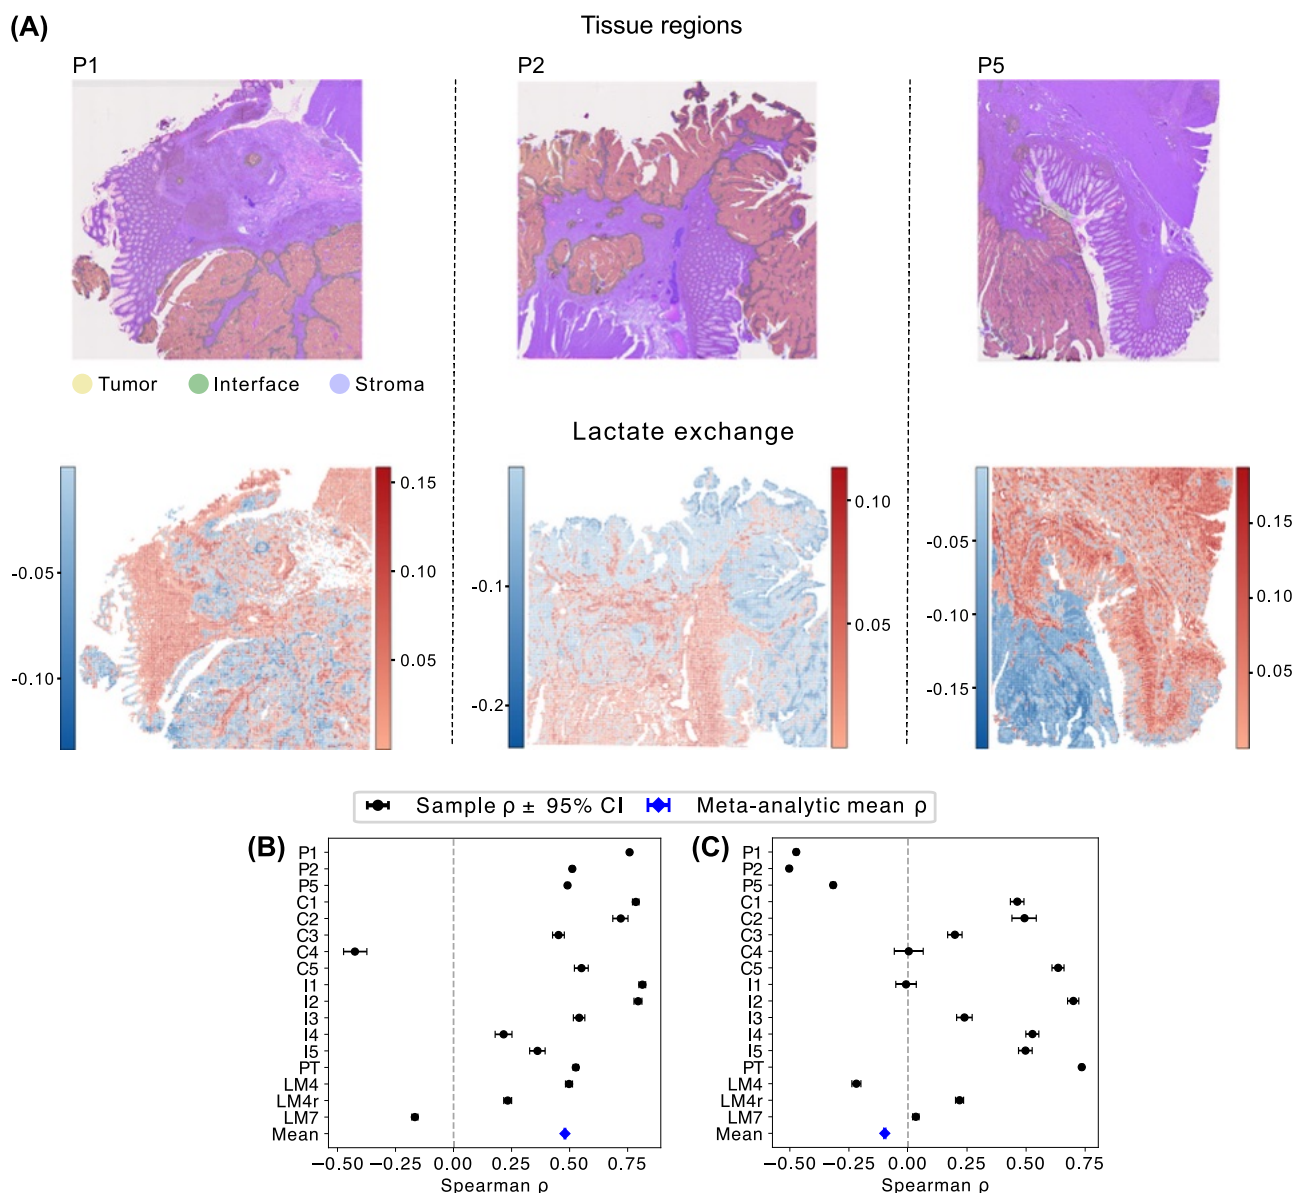 (A)
Tissue regions
P1
P2
P5
Tumor
Interface
Stroma
Lactate exchange
-0.05
-0.10
0.15
0.10
0.05
-0.1
-0.2
0.10
0.05
-0.05
-0.10
-0.15
0.15
0.10
0.05
Sample ρ ± 95% CI
Meta-analytic mean ρ
(B)
P1
P2
P5
C1
C2
C3
C4
C5
I1
I2
I3
I4
I5
PT
LM4
LM4r
LM7
Mean
−0.50 −0.25 0.00 0.25 0.50 0.75
Spearman ρ
(C)
P1
P2
P5
C1
C2
C3
C4
C5
I1
I2
I3
I4
I5
PT
LM4
LM4r
LM7
Mean
−0.50 −0.25 0.00 0.25 0.50 0.75
Spearman ρ